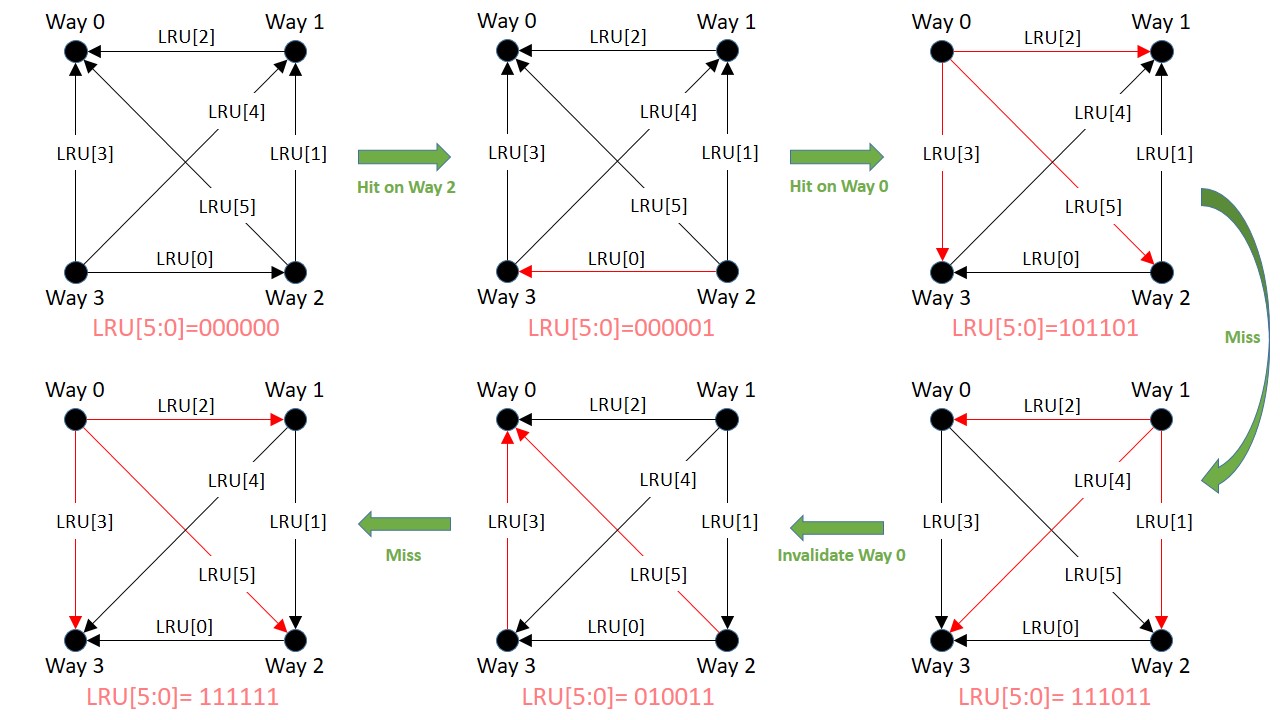 Way 0
Way 1
LRU[2]
LRU[4]
LRU[3]
LRU[1]
LRU[5]
LRU[0]
Way 3
Way 2
LRU[5:0]=000000
Hit on Way 2
Way 0
Way 1
LRU[2]
LRU[4]
LRU[3]
LRU[1]
LRU[5]
LRU[0]
Way 3
Way 2
LRU[5:0]=000001
Hit on Way 0
Way 0
Way 1
LRU[2]
LRU[4]
LRU[3]
LRU[1]
LRU[5]
LRU[0]
Way 3
Way 2
LRU[5:0]=101101
Miss
Way 0
Way 1
LRU[2]
LRU[4]
LRU[3]
LRU[1]
LRU[5]
LRU[0]
Way 3
Way 2
LRU[5:0]= 111011
Invalidate Way 0
Way 0
Way 1
LRU[2]
LRU[4]
LRU[3]
LRU[1]
LRU[5]
LRU[0]
Way 3
Way 2
LRU[5:0]= 010011
Miss
Way 0
Way 1
LRU[2]
LRU[4]
LRU[3]
LRU[1]
LRU[5]
LRU[0]
Way 3
Way 2
LRU[5:0]= 111111